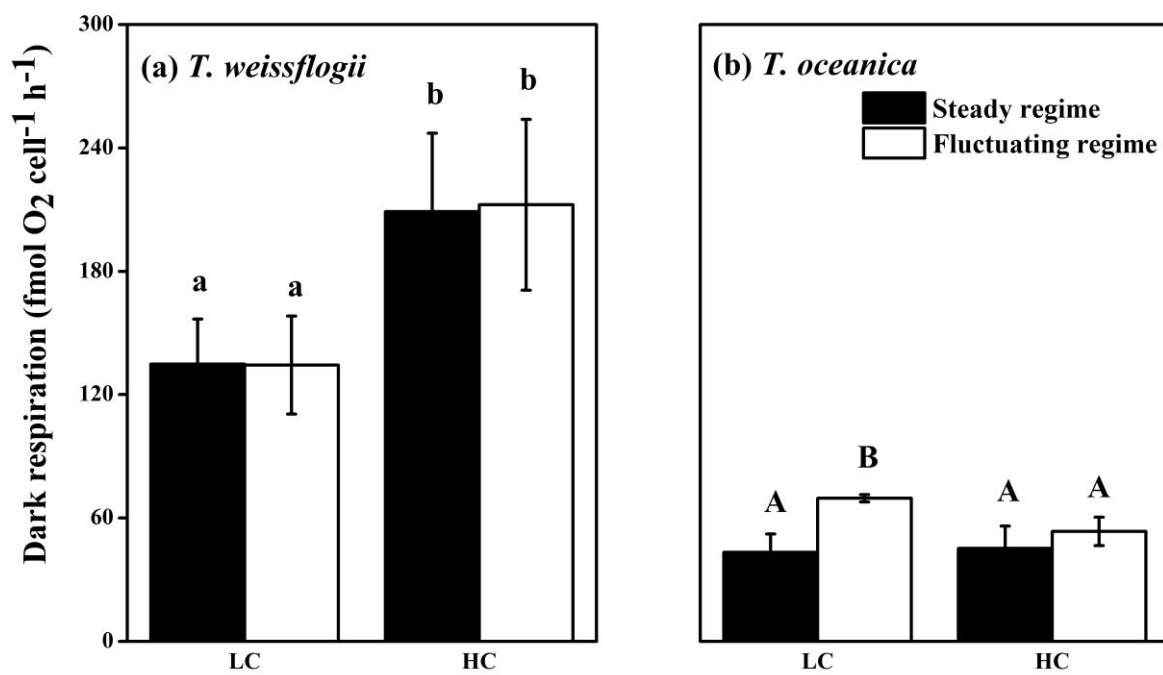 Dark respiration (fmol O2 cell-1 h-1)
300
240
180
120
60
0
(a) T. weissflogii
a
a
b
b
LC
HC
(b) T. oceanica
Steady regime
Fluctuating regime
A
B
A
A
LC
HC